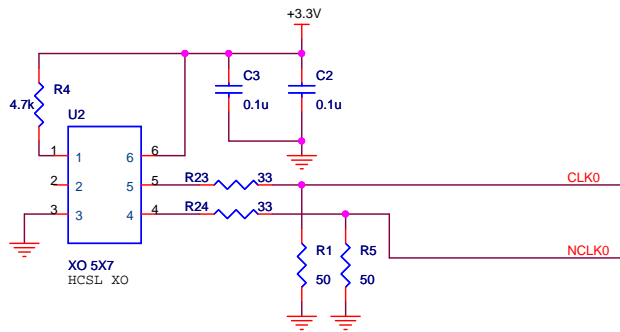 +3.3V
R4
4.7k
C3
0.1u
C2
0.1u
U2
1 1 6 6
2 2 5 5
3 3 4 4
R23 33
R24 33
CLK0
NCLK0
R1
50
R5
50
XO 5X7
HCSL XO